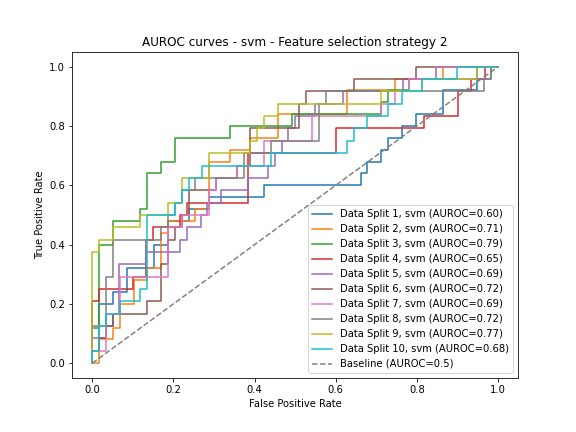 AUROC curves - svm - Feature selection strategy 2
True Positive Rate
1.0
0.8
0.6
0.4
0.2
0.0
Data Split 1, svm (AUROC=0.60)
Data Split 2, svm (AUROC=0.71)
Data Split 3, svm (AUROC=0.79)
Data Split 4, svm (AUROC=0.65)
Data Split 5, svm (AUROC=0.69)
Data Split 6, svm (AUROC=0.72)
Data Split 7, svm (AUROC=0.69)
Data Split 8, svm (AUROC=0.72)
Data Split 9, svm (AUROC=0.77)
Data Split 10, svm (AUROC=0.68)
Baseline (AUROC=0.5)
0.0 0.2 0.4 0.6 0.8 1.0
False Positive Rate